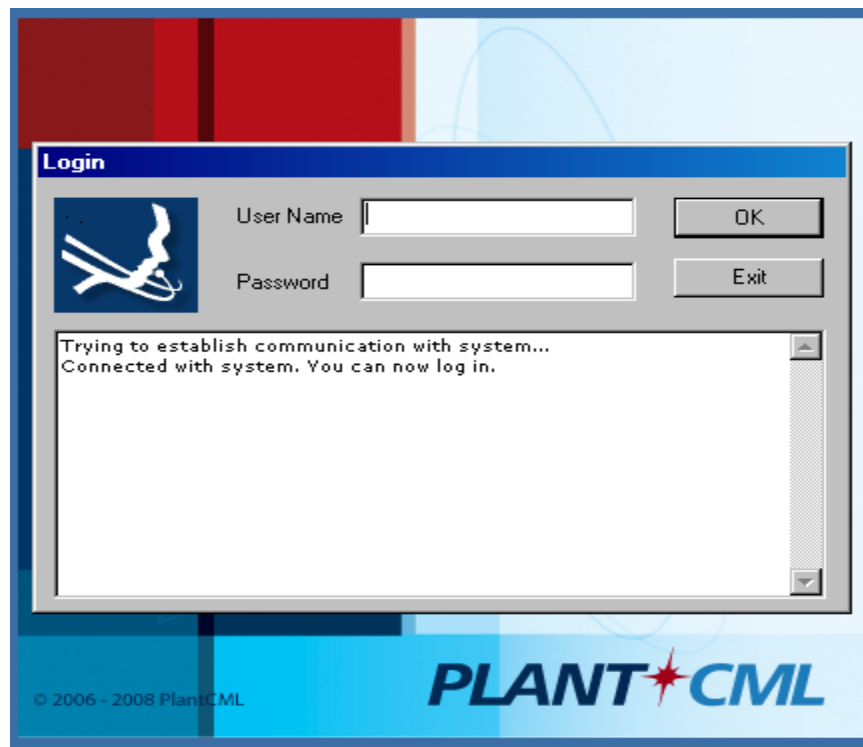 Login
User Name
OK
Password
Exit
Trying to establish communication with system...
Connected with system. You can now log in.
© 2006 - 2008 PlantCML
PLANT CML